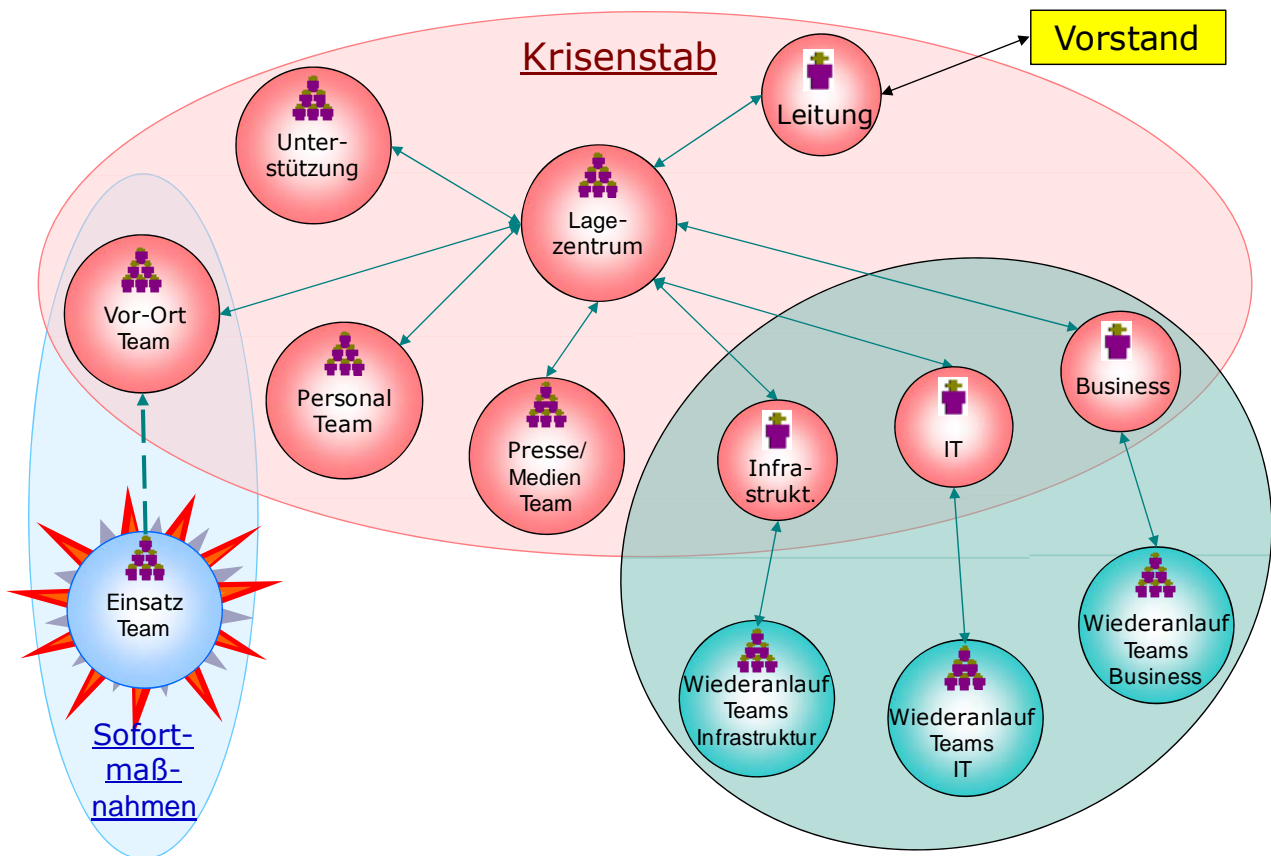 Krisenstab
Vorstand
Leitung
Unter-
stützung
Lage-
zentrum
Vor-Ort
Team
Personal
Team
Presse/
Medien
Team
Infra-
strukt.
IT
Business
Einsatz
Team
Wiederanlauf
Teams
Infrastruktur
Wiederanlauf
Teams
IT
Wiederanlauf
Teams
Business
Sofort-
maß-
nahmen